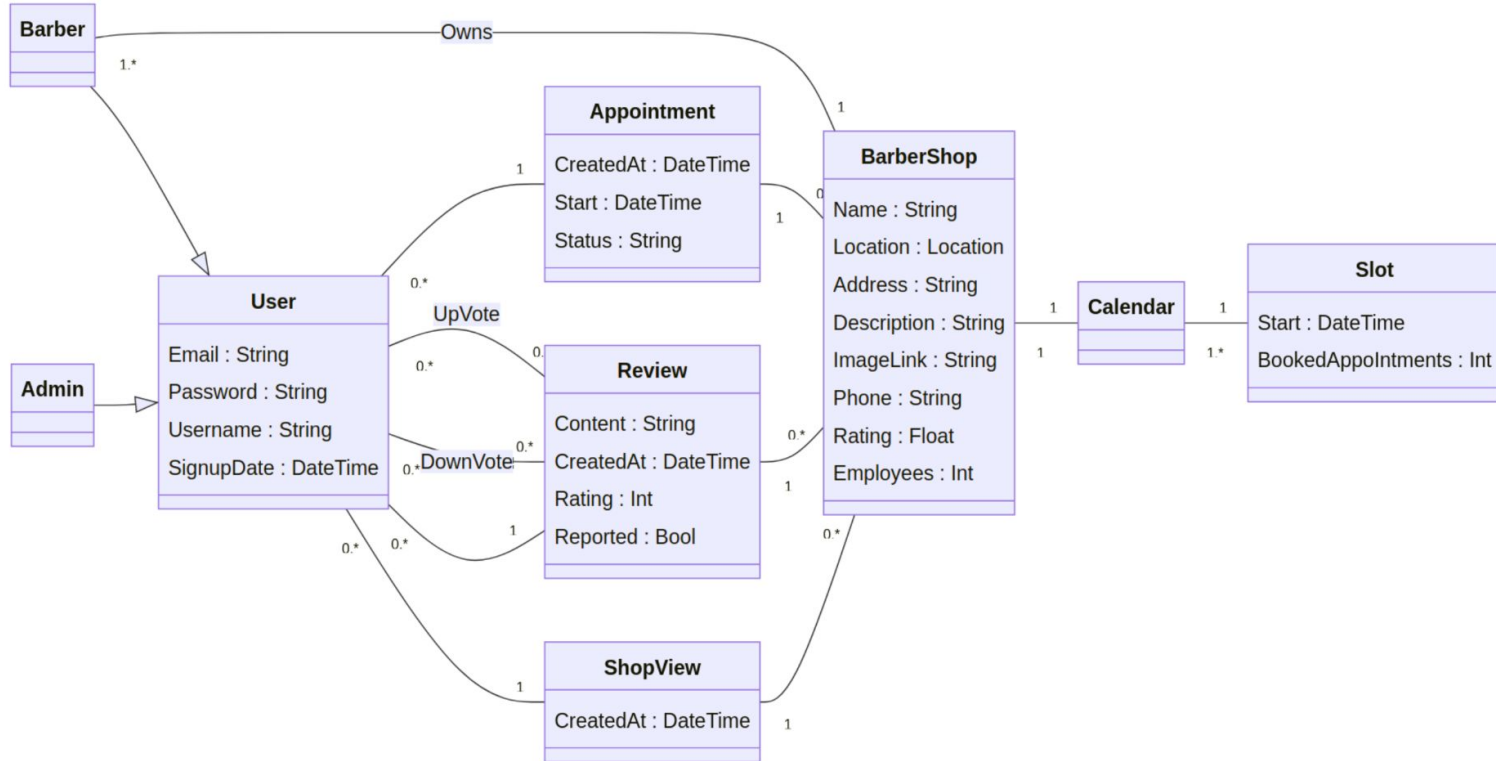 Barber
1.*
Owns
1
Appointment
CreatedAt : DateTime
Start : DateTime
Status : String
1
0.*
1
0
BarberShop
Name : String
Location : Location
Address : String
Description : String
ImageLink : String
Phone : String
Rating : Float
Employees : Int
User
Email : String
Password : String
Username : String
SignupDate : DateTime
Admin
UpVote
0.*
0.
DownVote
0.*
0.*
0.*
1
Review
Content : String
CreatedAt : DateTime
Rating : Int
Reported : Bool
0.*
1
0.*
1
ShopView
CreatedAt : DateTime
0.*
1
1
1
Calendar
1
1.*
Slot
Start : DateTime
BookedAppoIntments : Int